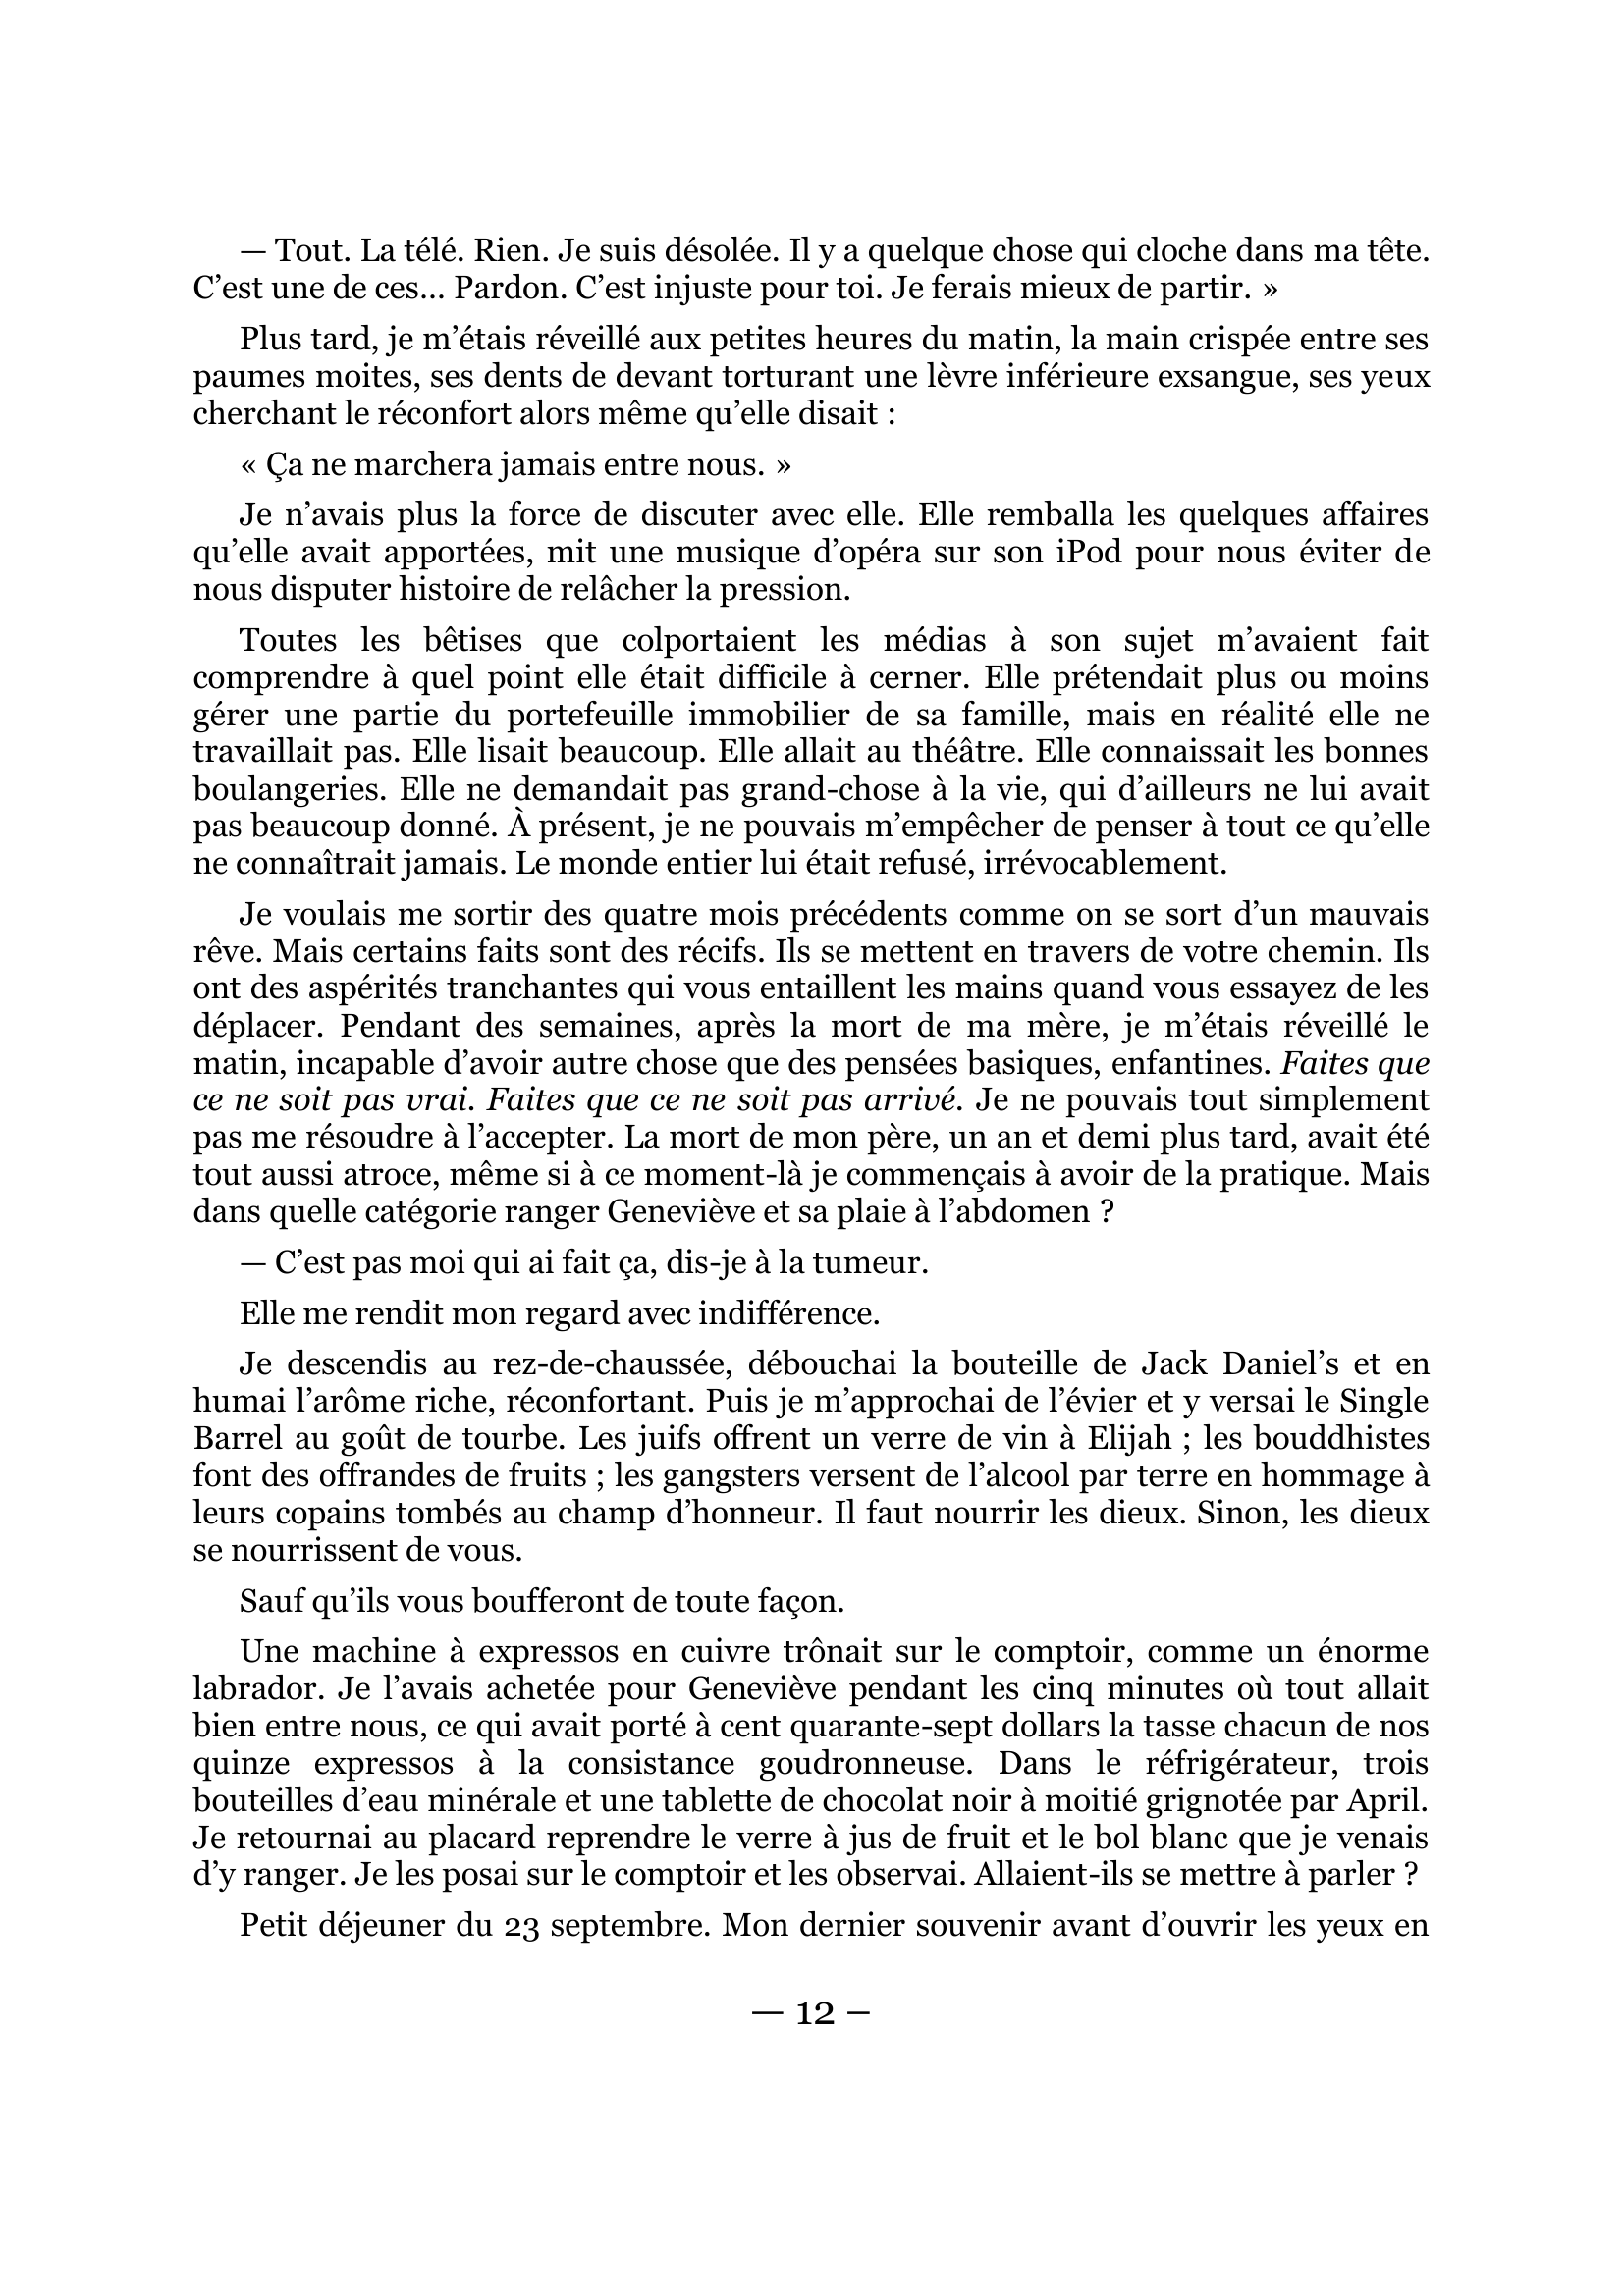 — Tout. La télé. Rien. Je suis désolée. Il y a quelque chose qui cloche dans ma tête.
C’est une de ces… Pardon. C’est injuste pour toi. Je ferais mieux de partir. »
Plus tard, je m’étais réveillé aux petites heures du matin, la main crispée entre ses
paumes moites, ses dents de devant torturant une lèvre inférieure exsangue, ses yeux
cherchant le réconfort alors même qu’elle disait :
« Ça ne marchera jamais entre nous. »
Je n’avais plus la force de discuter avec elle. Elle remballa les quelques affaires
qu’elle avait apportées, mit une musique d’opéra sur son iPod pour nous éviter de
nous disputer histoire de relâcher la pression.
Toutes les bêtises que colportaient les médias à son sujet m’avaient fait
comprendre à quel point elle était difficile à cerner. Elle prétendait plus ou moins
gérer une partie du portefeuille immobilier de sa famille, mais en réalité elle ne
travaillait pas. Elle lisait beaucoup. Elle allait au théâtre. Elle connaissait les bonnes
boulangeries. Elle ne demandait pas grand-chose à la vie, qui d’ailleurs ne lui avait
pas beaucoup donné. À présent, je ne pouvais m’empêcher de penser à tout ce qu’elle
ne connaîtrait jamais. Le monde entier lui était refusé, irrévocablement.
Je voulais me sortir des quatre mois précédents comme on se sort d’un mauvais
rêve. Mais certains faits sont des récifs. Ils se mettent en travers de votre chemin. Ils
ont des aspérités tranchantes qui vous entaillent les mains quand vous essayez de les
déplacer. Pendant des semaines, après la mort de ma mère, je m’étais réveillé le
matin, incapable d’avoir autre chose que des pensées basiques, enfantines. Faites que
ce ne soit pas vrai. Faites que ce ne soit pas arrivé. Je ne pouvais tout simplement
pas me résoudre à l’accepter. La mort de mon père, un an et demi plus tard, avait été
tout aussi atroce, même si à ce moment-là je commençais à avoir de la pratique. Mais
dans quelle catégorie ranger Geneviève et sa plaie à l’abdomen ?
— C’est pas moi qui ai fait ça, dis-je à la tumeur.
Elle me rendit mon regard avec indifférence.
Je descendis au rez-de-chaussée, débouchai la bouteille de Jack Daniel’s et en
humai l’arôme riche, réconfortant. Puis je m’approchai de l’évier et y versai le Single
Barrel au goût de tourbe. Les juifs offrent un verre de vin à Elijah ; les bouddhistes
font des offrandes de fruits ; les gangsters versent de l’alcool par terre en hommage à
leurs copains tombés au champ d’honneur. Il faut nourrir les dieux. Sinon, les dieux
se nourrissent de vous.
Sauf qu’ils vous boufferont de toute façon.
Une machine à expressos en cuivre trônait sur le comptoir, comme un énorme
labrador. Je l’avais achetée pour Geneviève pendant les cinq minutes où tout allait
bien entre nous, ce qui avait porté à cent quarante-sept dollars la tasse chacun de nos
quinze expressos à la consistance goudronneuse. Dans le réfrigérateur, trois
bouteilles d’eau minérale et une tablette de chocolat noir à moitié grignotée par April.
Je retournai au placard reprendre le verre à jus de fruit et le bol blanc que je venais
d’y ranger. Je les posai sur le comptoir et les observai. Allaient-ils se mettre à parler ?
Petit déjeuner du 23 septembre. Mon dernier souvenir avant d’ouvrir les yeux en
— 12 –